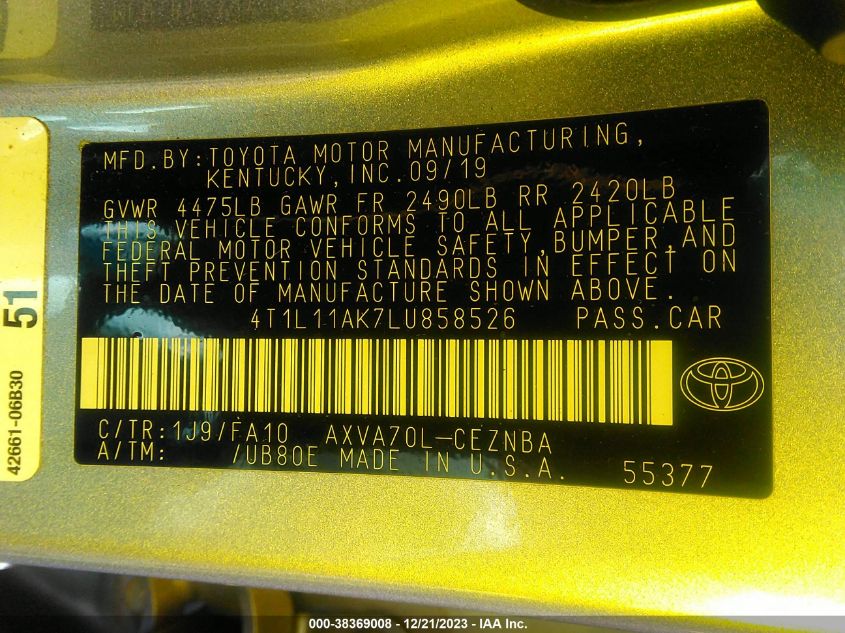 MFD.BY:TOYOTA MOTOR MANUFACTURING,
KENTUCKY,INC.09/19
GVWR 4475LB GAWR FR 2490LB RR 2420LB
THIS VEHICLE CONFORMS TO ALL APPLICABLE
FEDERAL MOTOR VEHICLE SAFETY,BUMPER,AND
THEFT PREVENTION STANDARDS IN EFFECT ON
THE DATE OF MANUFACTURE SHOWN ABOVE.
4T1L11AK7LU858526 PASS.CAR
C/TR:1J9/FA10 AXVA70L-CEZNBA
A/TM: /UB80E MADE IN U.S.A. 55377
42661-06B30 51
000-38369008 - 12/21/2023 - IAA Inc.